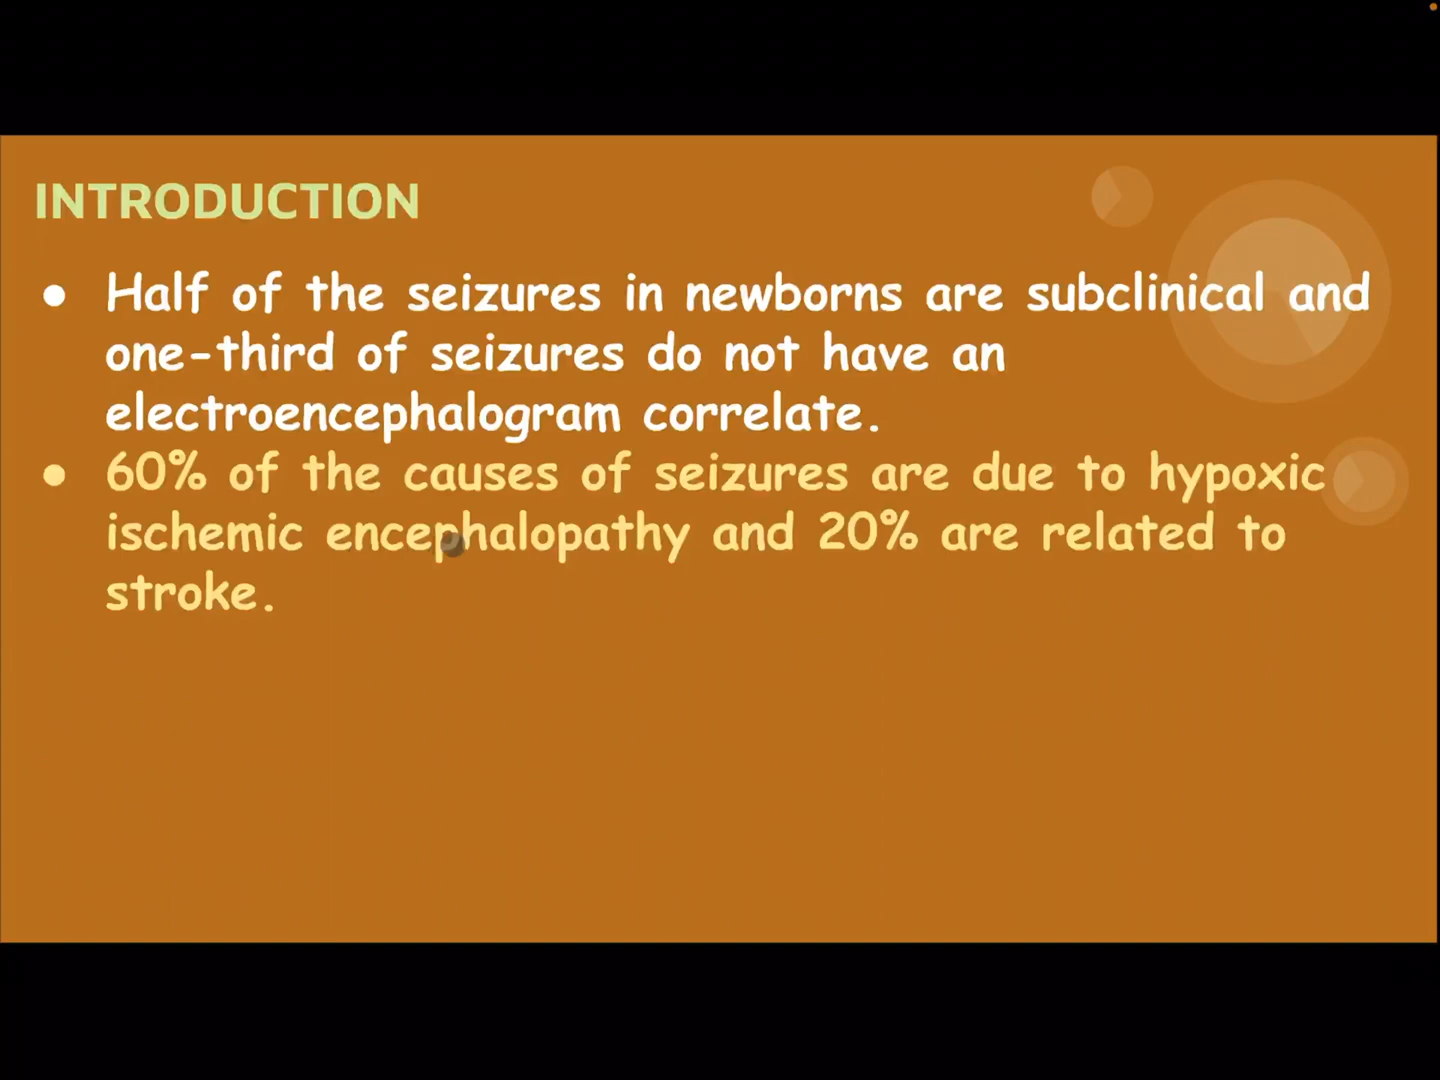 INTRODUCTION
● Half of the seizures in newborns are subclinical and
one-third of seizures do not have an
electroencephalogram correlate.
● 60% of the causes of seizures are due to hypoxic
ischemic encephalopathy and 20% are related to
stroke.